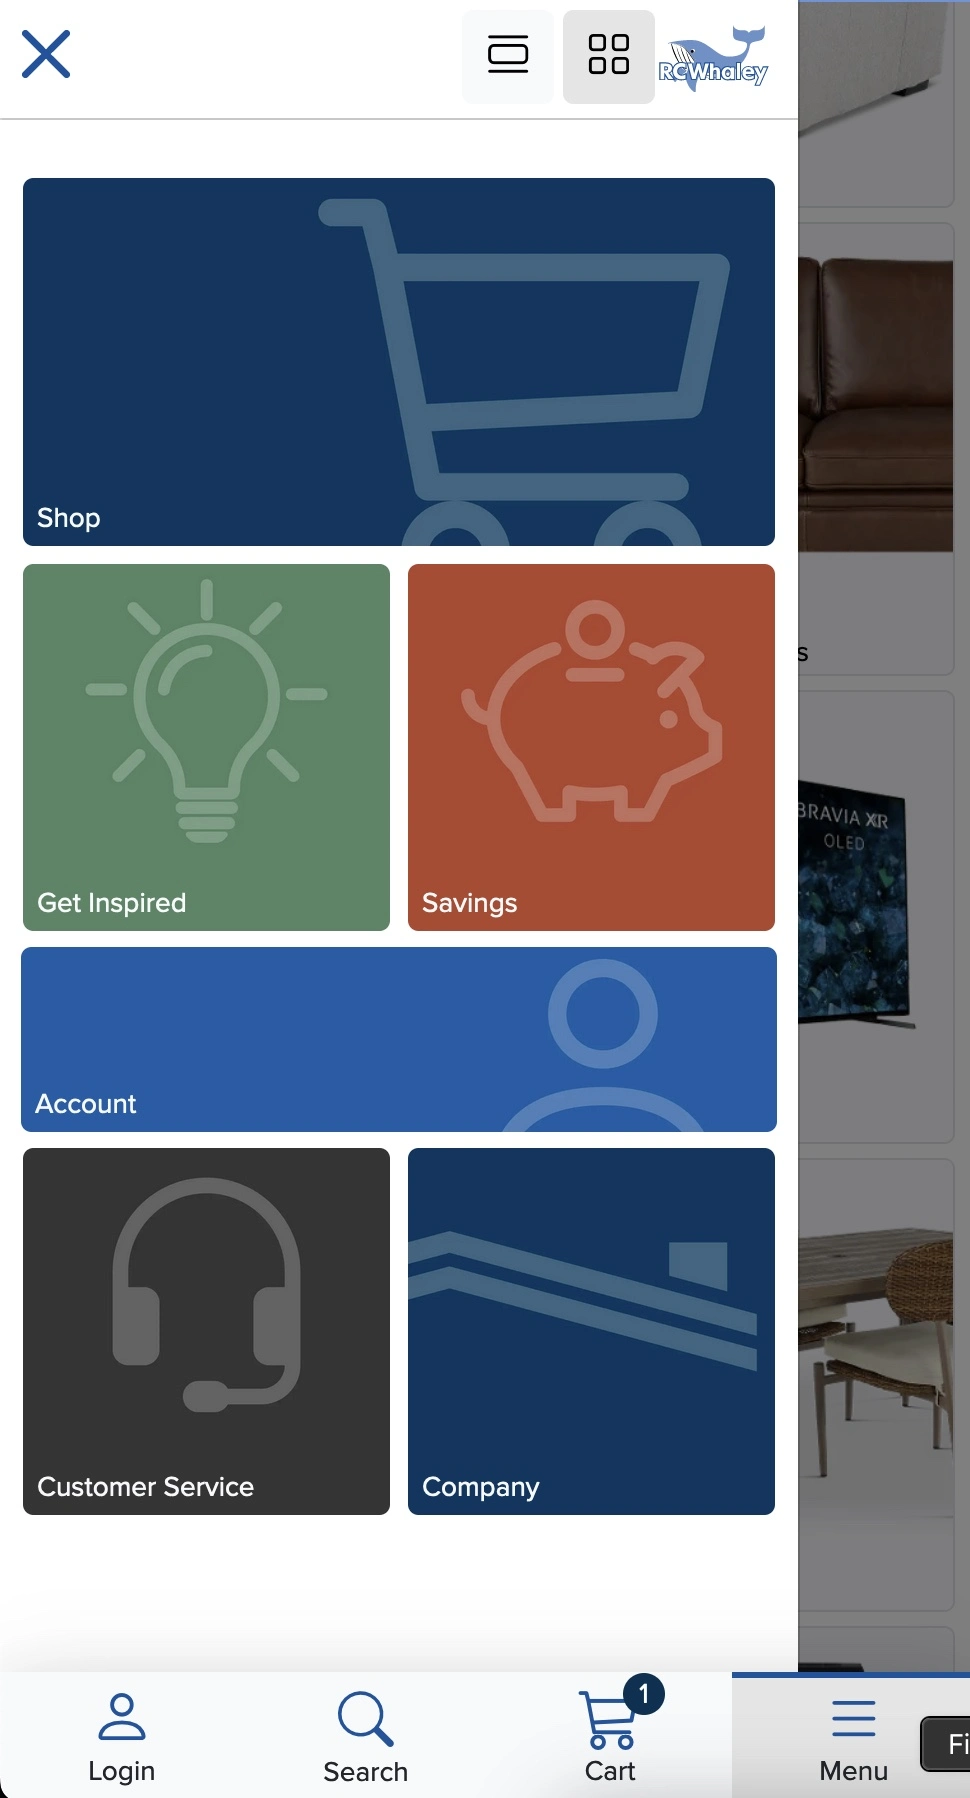 RCWhaley
Shop
Get Inspired
Savings
Account
Customer Service
Company
s
BRAVIA XR
OLED
Login
Search
1
Cart
Menu
Fi